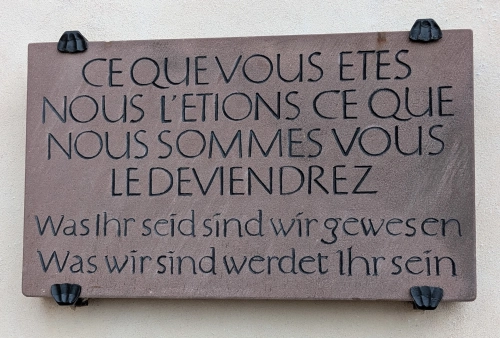 CE QUE VOUS ETES
NOUS L'ETIONS CE QUE
NOUS SOMMES VOUS
LE DEVIENDREZ
Was Ihr seid sind wir gewesen
Was wir sind werdet Ihr sein